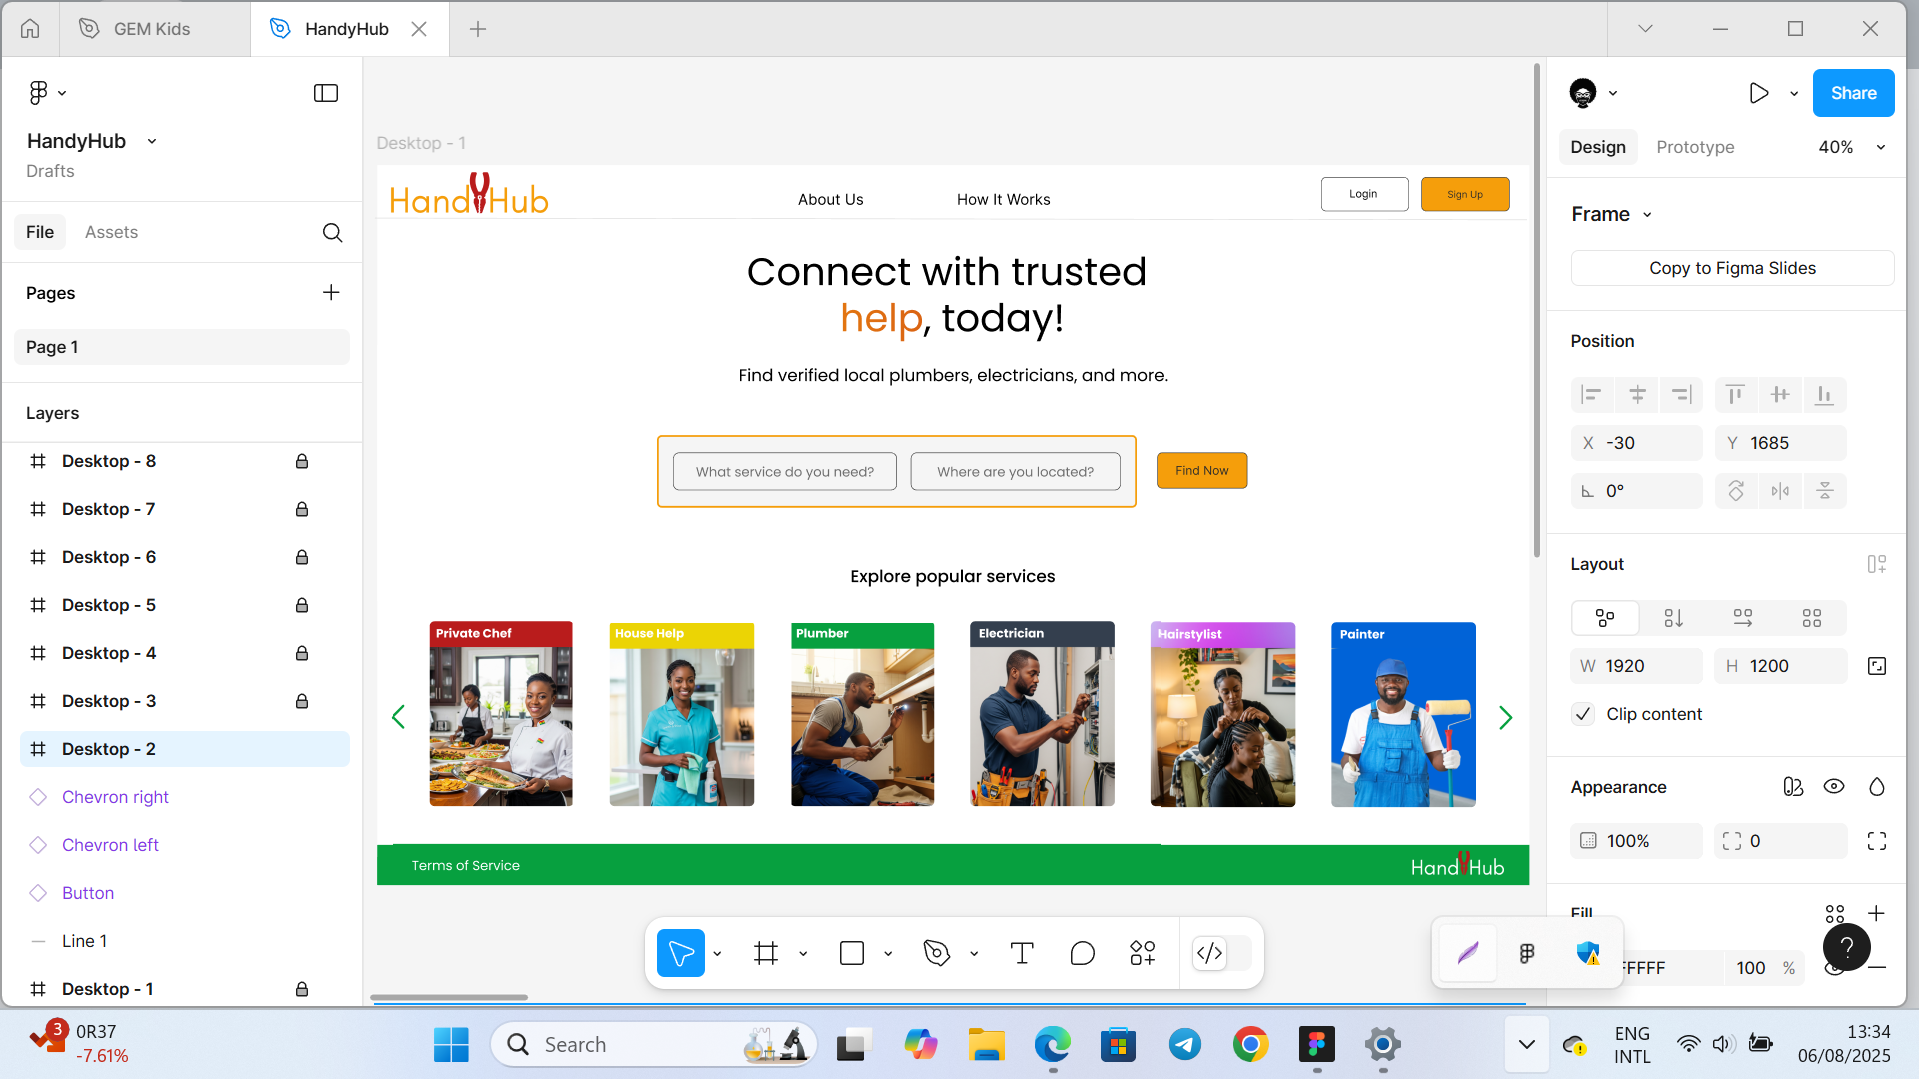 GEM Kids
HandyHub
HandyHub
Drafts
File
Assets
Pages
Page 1
Layers
Desktop - 8
Desktop - 7
Desktop - 6
Desktop - 5
Desktop - 4
Desktop - 3
Desktop - 2
Chevron right
Chevron left
Button
Line 1
Desktop - 1
Desktop - 1
HandyHub
About Us
How It Works
Login
Sign Up
Connect with trusted
help, today!
Find verified local plumbers, electricians, and more.
What service do you need?
Where are you located?
Find Now
Explore popular services
Private Chef
House Help
Plumber
Electrician
Hairstylist
Painter
Terms of Service
HandyHub
Share
Design
Prototype
40%
Frame
Copy to Figma Slides
Position
X -30
Y 1685
0°
Layout
W 1920
H 1200
Clip content
Appearance
100%
0
Fill
FFFFF
100 %
?
3
0R37
-7.61%
Search
ENG
INTL
13:34
06/08/2025